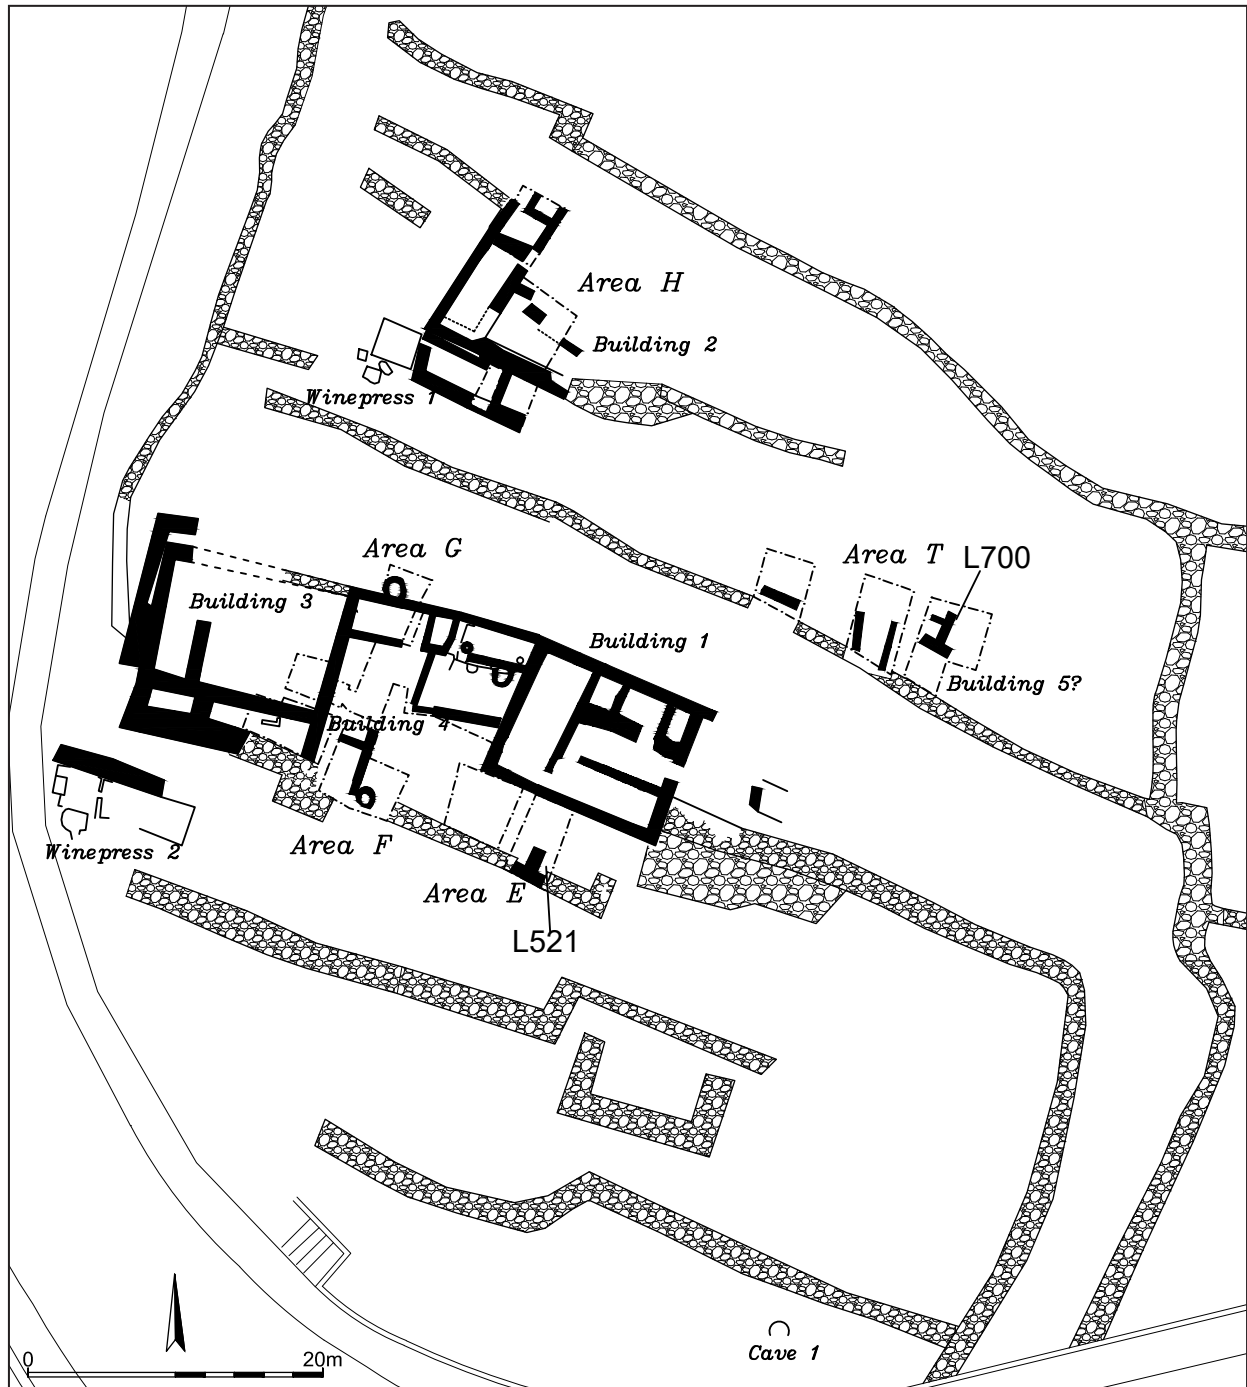 Area H
Building 2
Winepress 1
Area G
Area T
L700
Building 3
Building 1
Building 5?
Building 4
Area F
Winepress 2
Area E
L521
Cave 1
0
20m